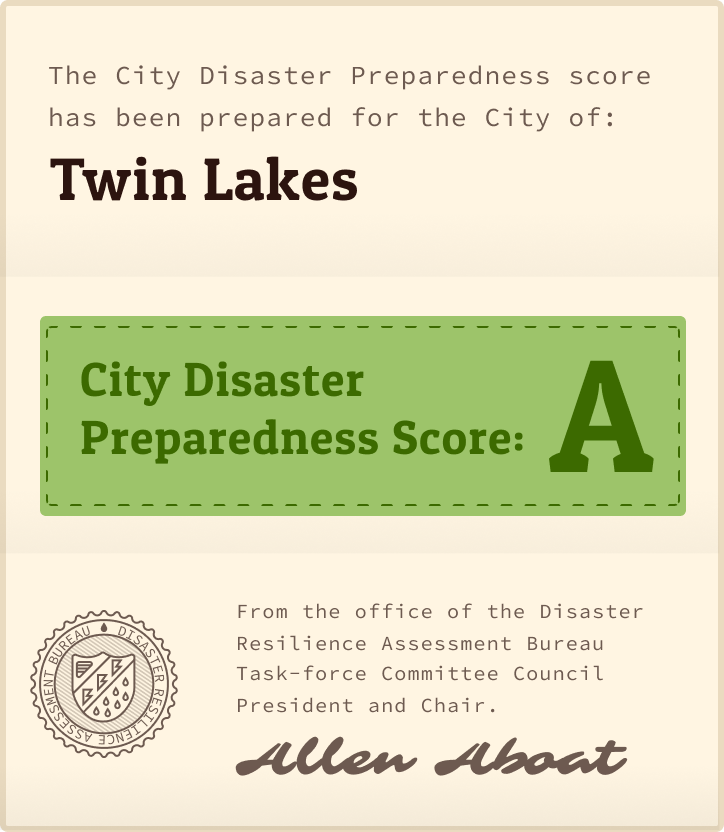 The City Disaster Preparedness score
has been prepared for the City of:
Twin Lakes
City Disaster
Preparedness Score:
A
DISASTER RESILIENCE ASSESSMENT BUREAU
From the office of the Disaster
Resilience Assessment Bureau
Task-force Committee Council
President and Chair.
Allen Aboat